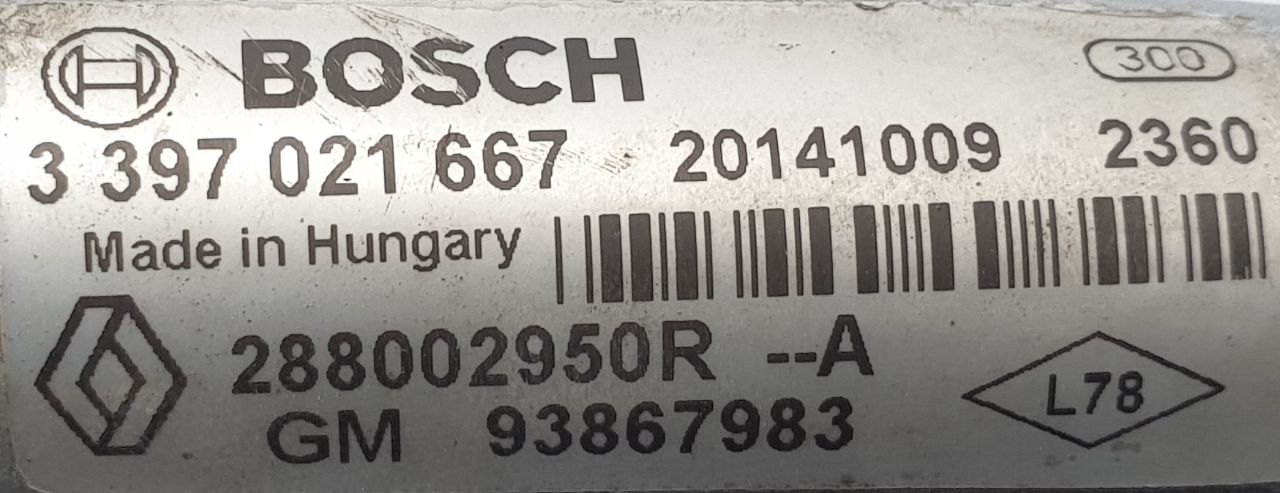 BOSCH 300
3 397 021 667 20141009 2360
Made in Hungary
288002950R --A
GM 93867983
L78